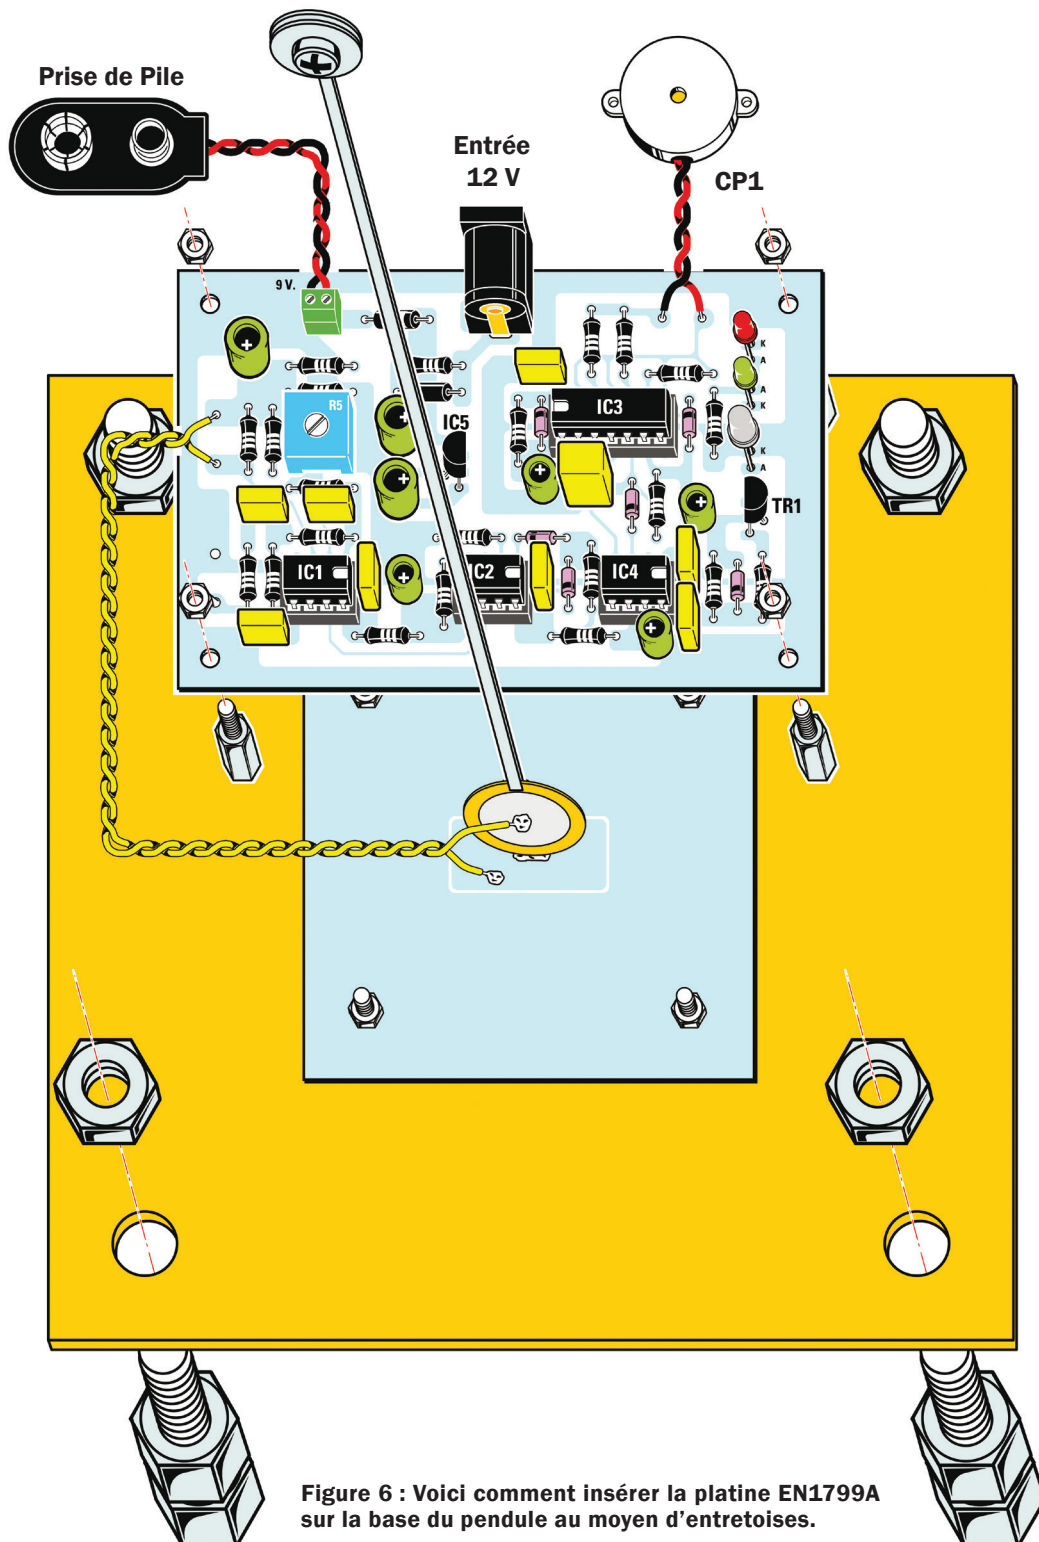 Prise de Pile
Entrée
12 V
CP1
9 V.
R5
IC5
IC3
K
A
A
K
K
A
TR1
IC1
IC2
IC4
Figure 6 : Voici comment insérer la platine EN1799A
sur la base du pendule au moyen d’entretoises.